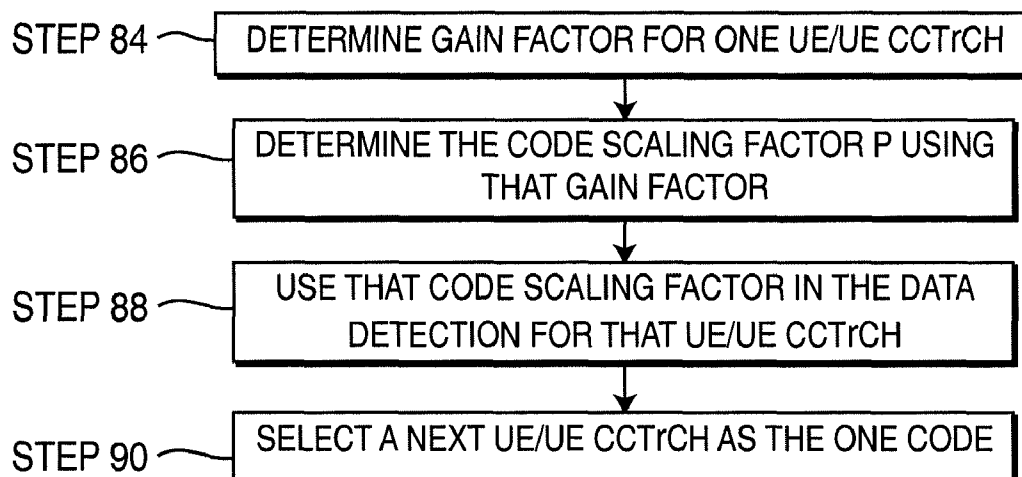 STEP 84
DETERMINE GAIN FACTOR FOR ONE UE/UE CCTrCH
STEP 86
DETERMINE THE CODE SCALING FACTOR P USING
THAT GAIN FACTOR
STEP 88
USE THAT CODE SCALING FACTOR IN THE DATA
DETECTION FOR THAT UE/UE CCTrCH
STEP 90
SELECT A NEXT UE/UE CCTrCH AS THE ONE CODE